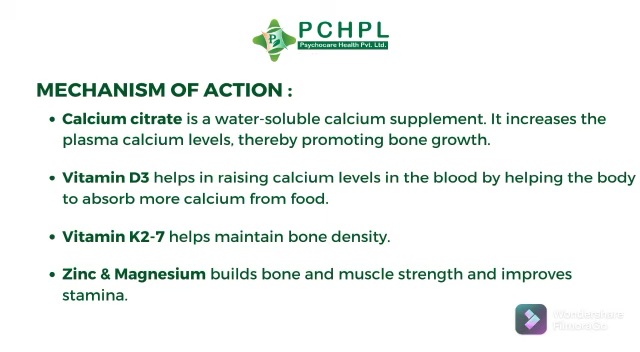 PCHPL
Psychocare Health Pvt. Ltd.
MECHANISM OF ACTION :
• Calcium citrate is a water-soluble calcium supplement. It increases the
plasma calcium levels, thereby promoting bone growth.
• Vitamin D3 helps in raising calcium levels in the blood by helping the body
to absorb more calcium from food.
• Vitamin K2-7 helps maintain bone density.
• Zinc & Magnesium builds bone and muscle strength and improves
stamina.
Wondershare
FilmoraGo